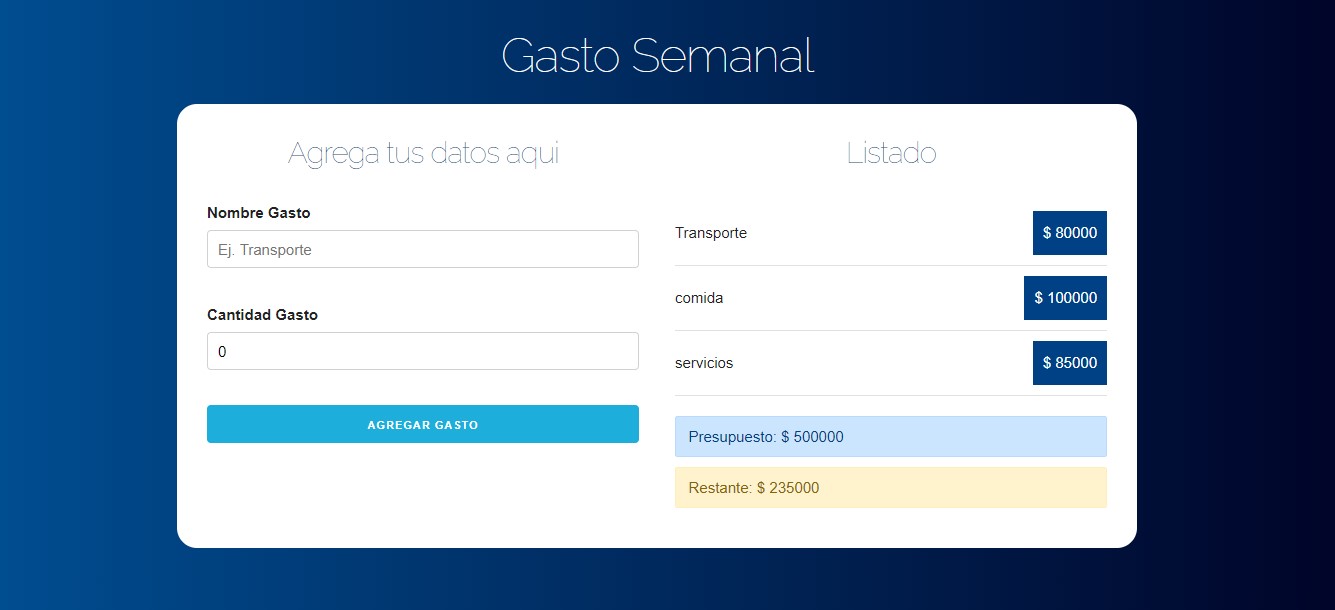 Gasto Semanal
Agrega tus datos aqui
Nombre Gasto
Ej. Transporte
Cantidad Gasto
0
AGREGAR GASTO
Listado
Transporte $ 80000
comida $ 100000
servicios $ 85000
Presupuesto: $ 500000
Restante: $ 235000